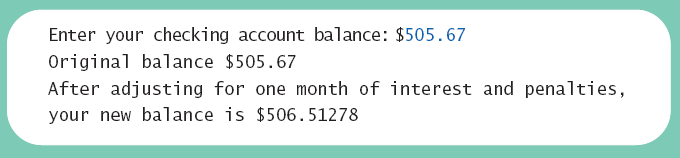 Enter your checking account balance: $505.67
Original balance $505.67
After adjusting for one month of interest and penalties,
your new balance is $506.51278